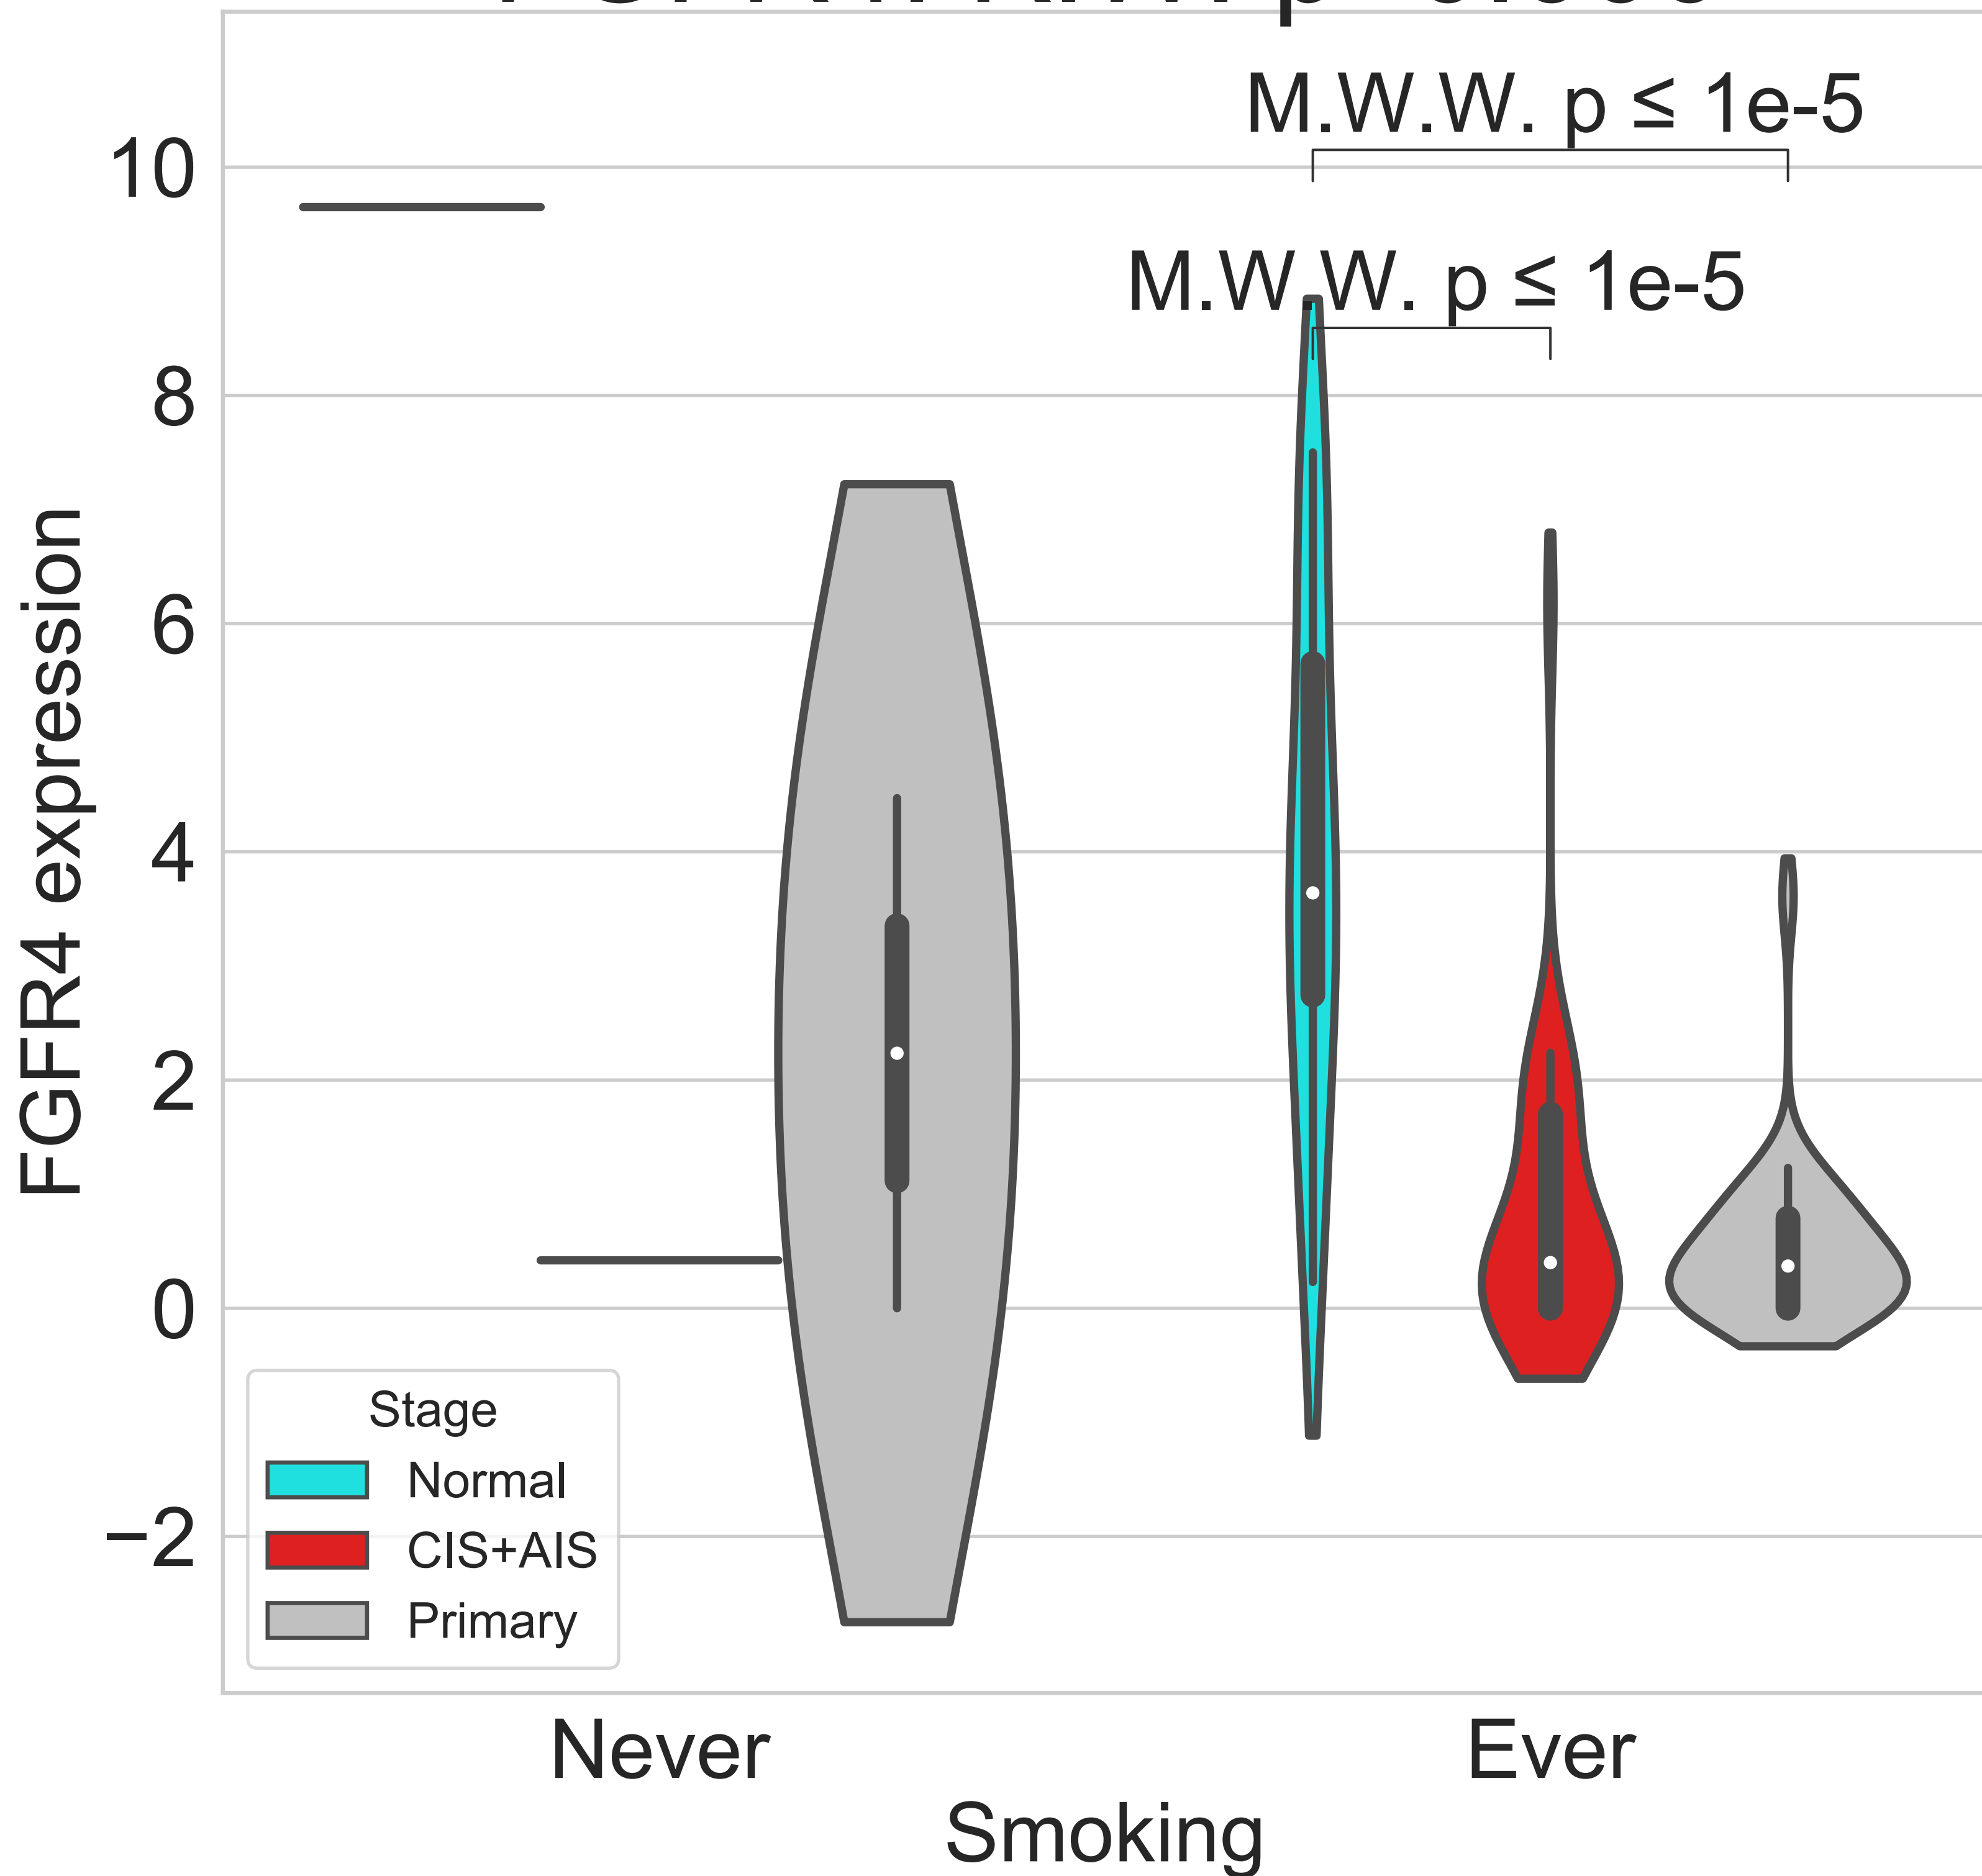 M.W.W. p ≤ 1e-5
M.W.W. p ≤ 1e-5
10
8
6
4
2
0
−2
FGFR4 expression
Stage
Normal
CIS+AIS
Primary
Never
Ever
Smoking